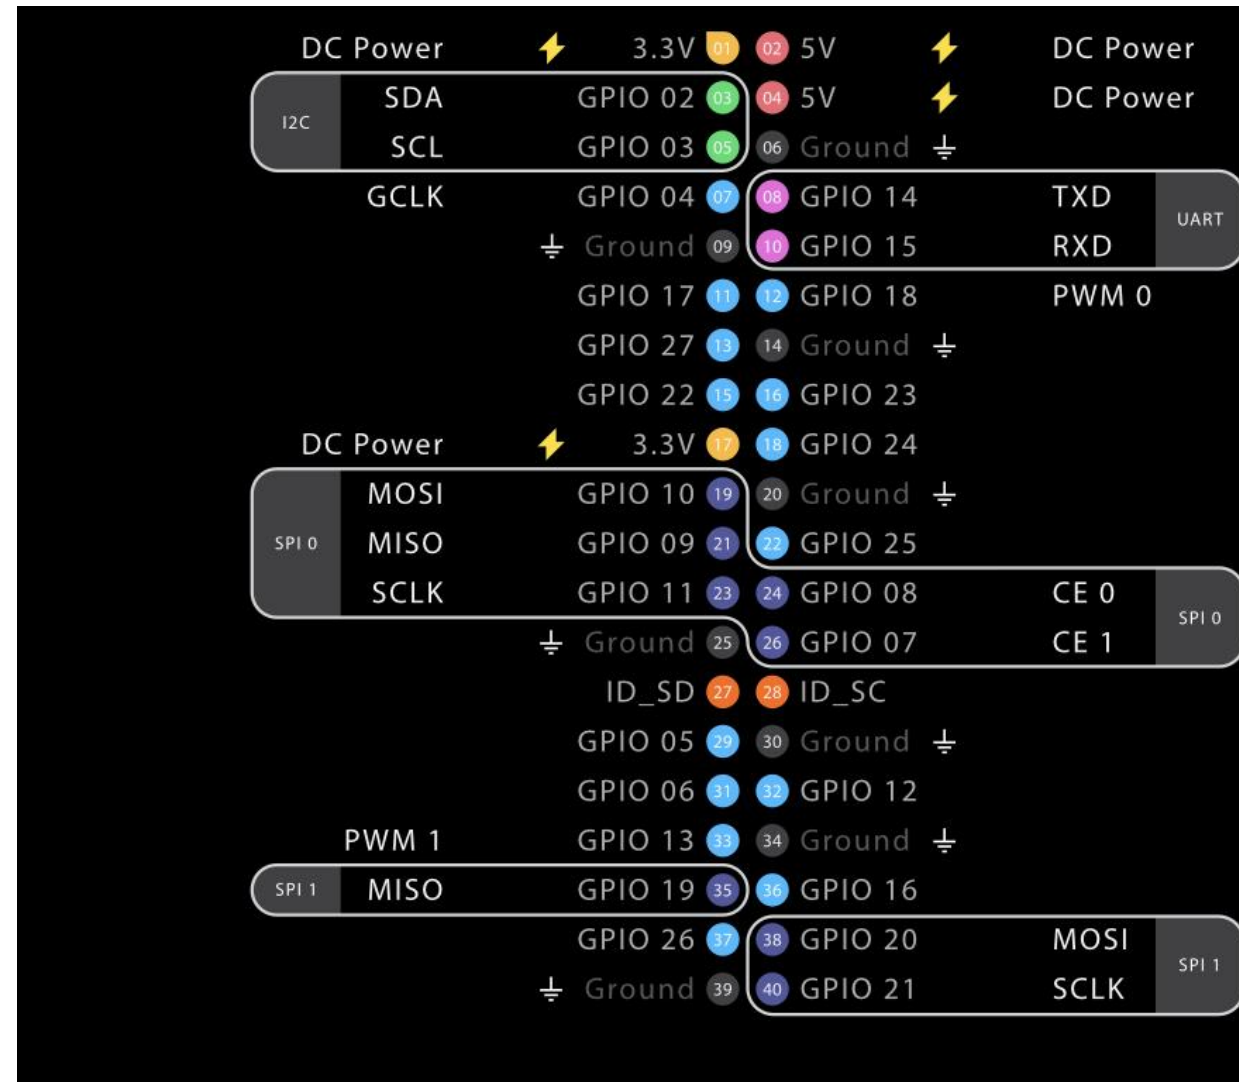 DC Power 3.3V 01 02 5V DC Power
SDA GPIO 02 03 04 5V DC Power
I2C
SCL GPIO 03 05 06 Ground
GCLK GPIO 04 07 08 GPIO 14 TXD
UART
Ground 09 10 GPIO 15 RXD
GPIO 17 11 12 GPIO 18 PWM 0
GPIO 27 13 14 Ground
GPIO 22 15 16 GPIO 23
DC Power 3.3V 17 18 GPIO 24
MOSI GPIO 10 19 20 Ground
SPI 0 MISO GPIO 09 21 22 GPIO 25
SCLK GPIO 11 23 24 GPIO 08 CE 0
SPI 0
Ground 25 26 GPIO 07 CE 1
ID_SD 27 28 ID_SC
GPIO 05 29 30 Ground
GPIO 06 31 32 GPIO 12
PWM 1 GPIO 13 33 34 Ground
SPI 1 MISO GPIO 19 35 36 GPIO 16
GPIO 26 37 38 GPIO 20 MOSI
SPI 1
Ground 39 40 GPIO 21 SCLK